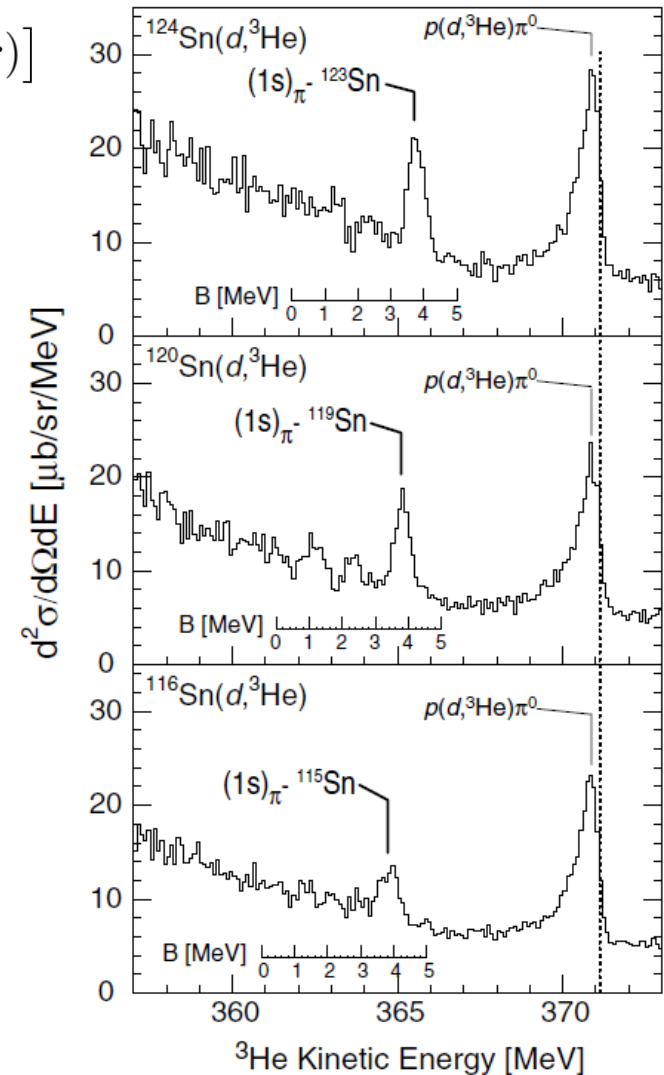 ·)]
35
30
20
10
0
d²σ/dΩdE [μb/sr/MeV]
¹²⁴Sn(d,³He)
p(d,³He)π⁰
(1s)π⁻ ¹²³Sn
B [MeV]
0 1 2 3 4 5
30
20
10
0
¹²⁰Sn(d,³He)
p(d,³He)π⁰
(1s)π⁻ ¹¹⁹Sn
B [MeV]
0 1 2 3 4 5
30
20
10
0
¹¹⁶Sn(d,³He)
p(d,³He)π⁰
(1s)π⁻ ¹¹⁵Sn
B [MeV]
0 1 2 3 4 5
360 365 370
³He Kinetic Energy [MeV]